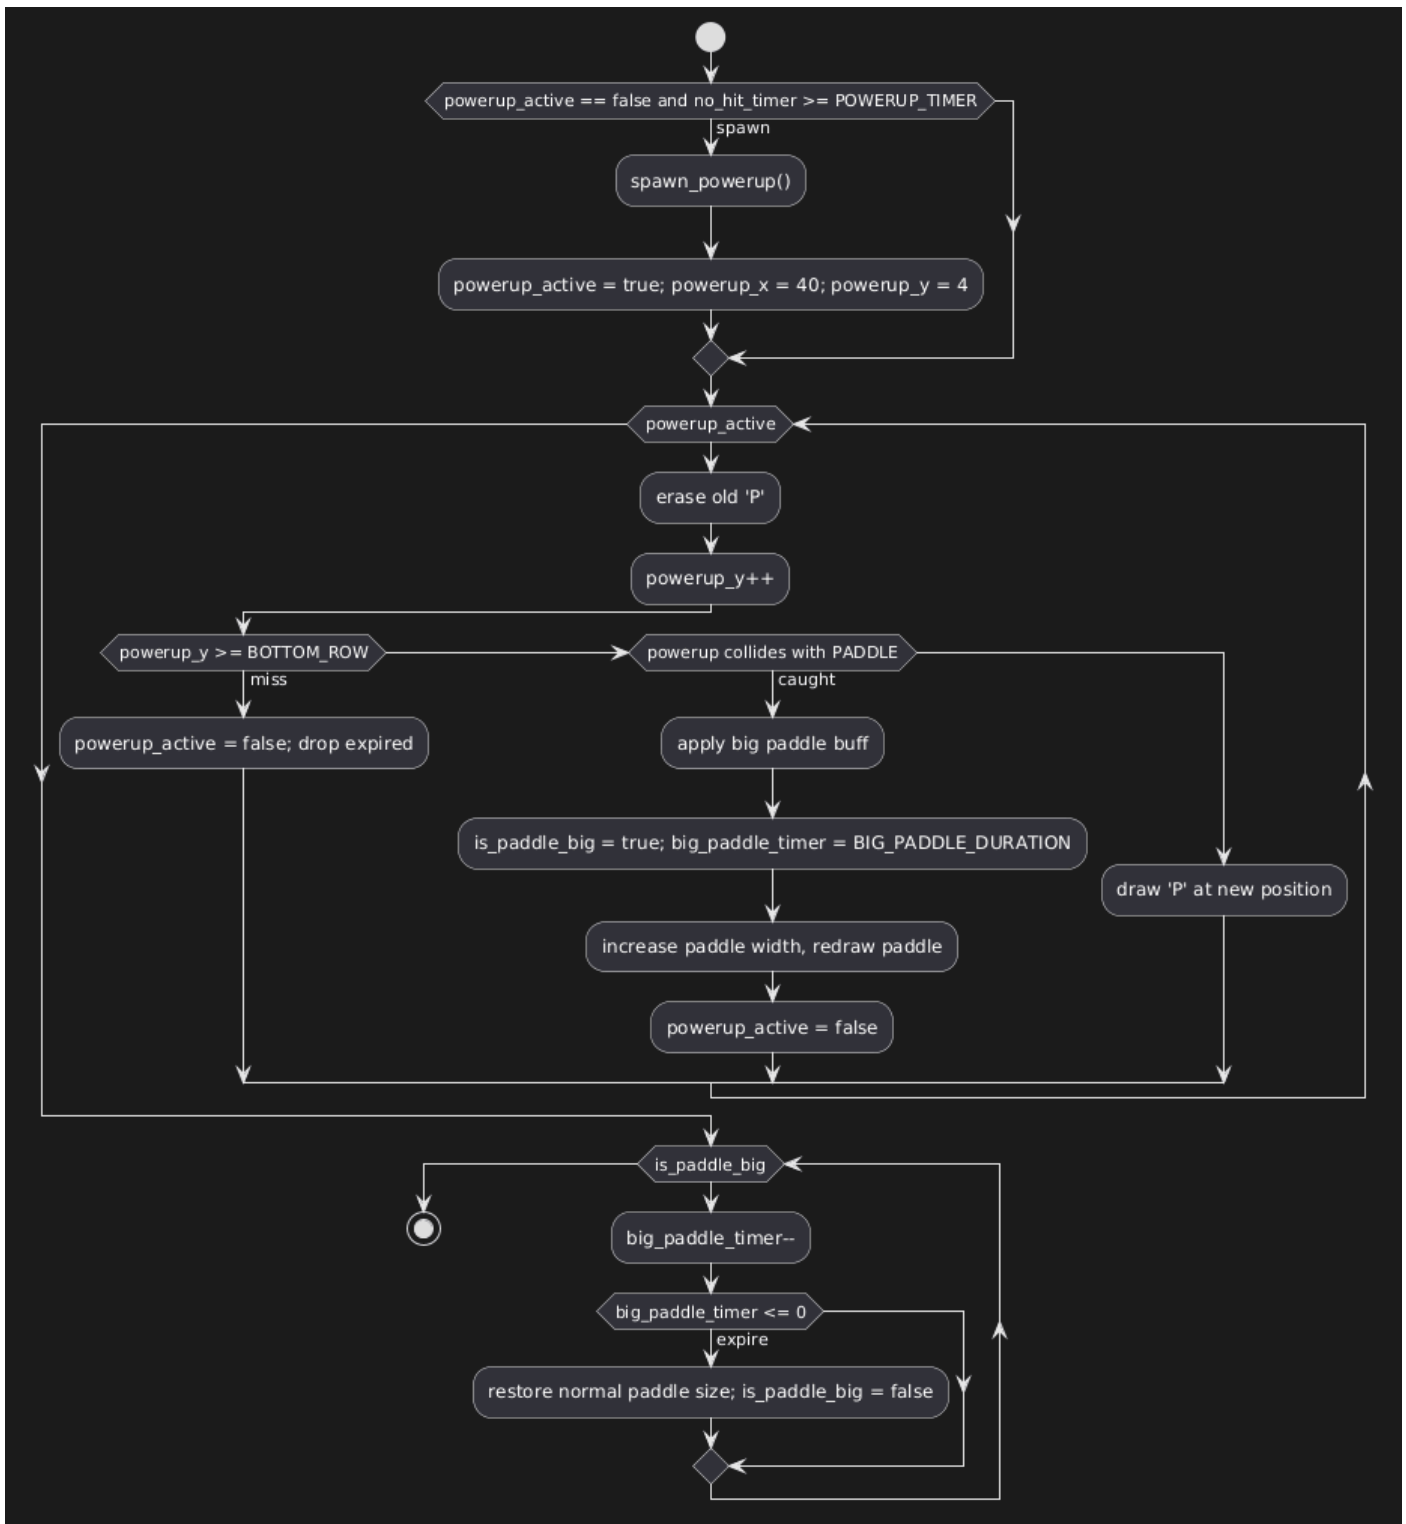 powerup_active == false and no_hit_timer >= POWERUP_TIMER
spawn
spawn_powerup()
powerup_active = true; powerup_x = 40; powerup_y = 4
powerup_active
erase old 'P'
powerup_y++
powerup_y >= BOTTOM_ROW
miss
powerup_active = false; drop expired
powerup collides with PADDLE
caught
apply big paddle buff
is_paddle_big = true; big_paddle_timer = BIG_PADDLE_DURATION
increase paddle width, redraw paddle
powerup_active = false
draw 'P' at new position
is_paddle_big
big_paddle_timer--
big_paddle_timer <= 0
expire
restore normal paddle size; is_paddle_big = false